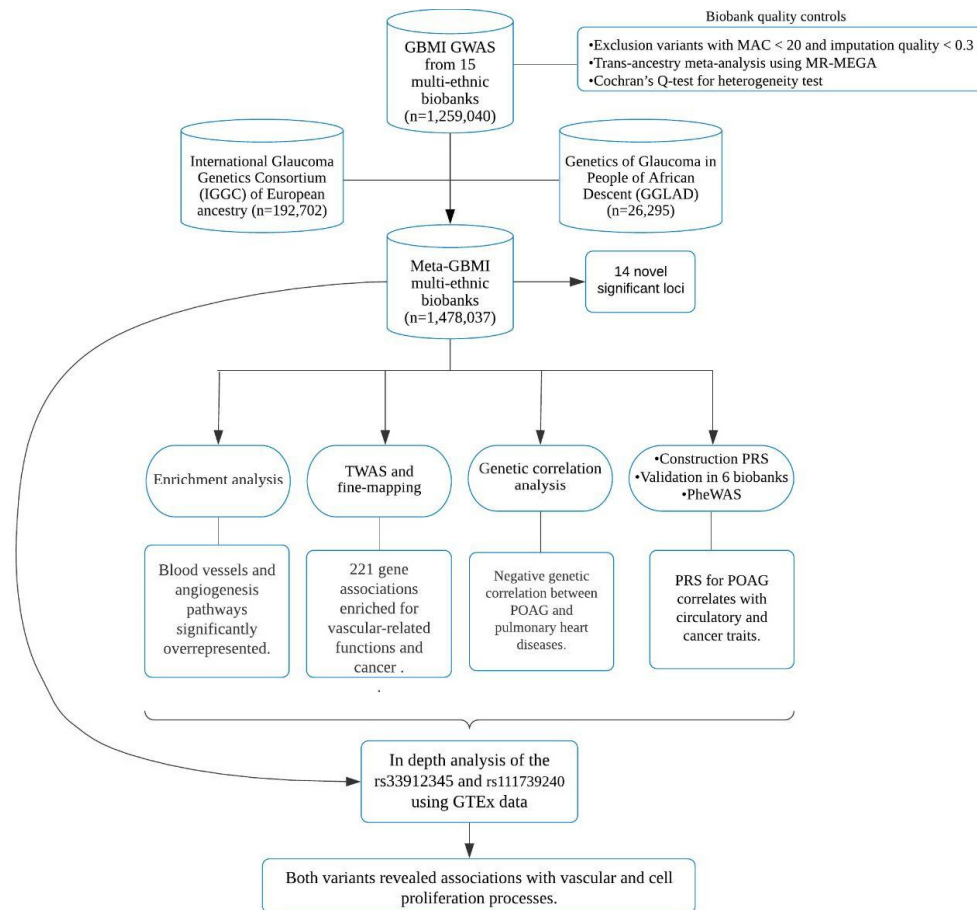 Biobank quality controls
GBMI GWAS
from 15
multi-ethnic
biobanks
(n=1,259,040)
•Exclusion variants with MAC < 20 and imputation quality < 0.3
•Trans-ancestry meta-analysis using MR-MEGA
•Cochran’s Q-test for heterogeneity test
International Glaucoma
Genetics Consortium
(IGGC) of European
ancestry (n=192,702)
Genetics of Glaucoma in
People of African
Descent (GGLAD)
(n=26,295)
Meta-GBMI
multi-ethnic
biobanks
(n=1,478,037)
14 novel
significant loci
Enrichment analysis
TWAS and
fine-mapping
Genetic correlation
analysis
•Construction PRS
•Validation in 6 biobanks
•PheWAS
Blood vessels and
angiogenesis
pathways
significantly
overrepresented.
221 gene
associations
enriched for
vascular-related
functions and
cancer .
.
Negative genetic
correlation between
POAG and
pulmonary heart
diseases.
PRS for POAG
correlates with
circulatory and
cancer traits.
In depth analysis of the
rs33912345 and rs111739240
using GTEx data
Both variants revealed associations with vascular and cell
proliferation processes.